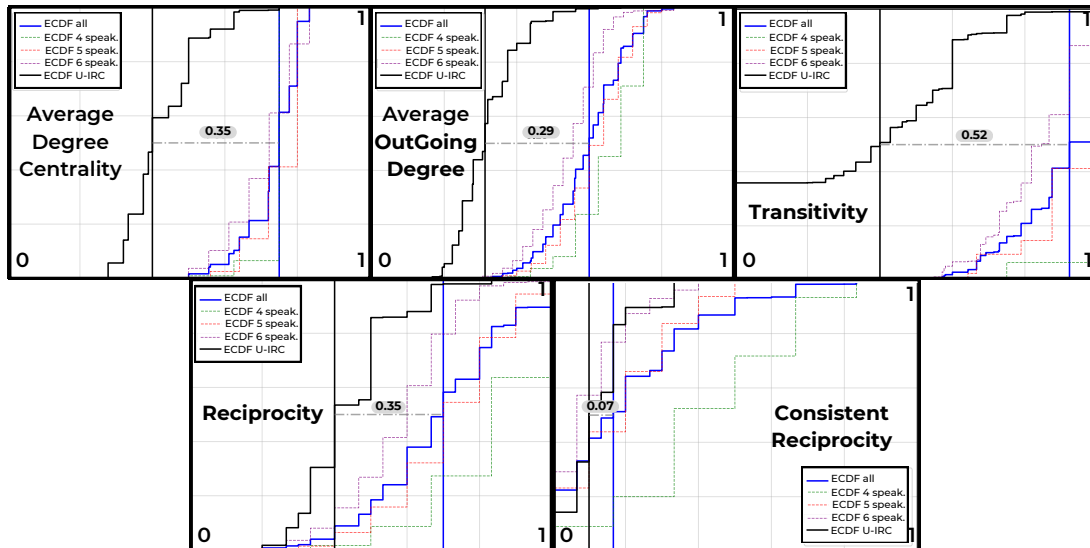 ECDF all
ECDF 4 speak.
ECDF 5 speak.
ECDF 6 speak.
ECDF U-IRC
1
Average
Degree
Centrality
0.35
0
1
ECDF all
ECDF 4 speak.
ECDF 5 speak.
ECDF 6 speak.
ECDF U-IRC
1
Average
OutGoing
Degree
0.29
0
1
ECDF all
ECDF 4 speak.
ECDF 5 speak.
ECDF 6 speak.
ECDF U-IRC
1
0.52
Transitivity
0
1
ECDF all
ECDF 4 speak.
ECDF 5 speak.
ECDF 6 speak.
ECDF U-IRC
1
Reciprocity
0.35
0
1
1
0.07
Consistent
Reciprocity
ECDF all
ECDF 4 speak.
ECDF 5 speak.
ECDF 6 speak.
ECDF U-IRC
0
1